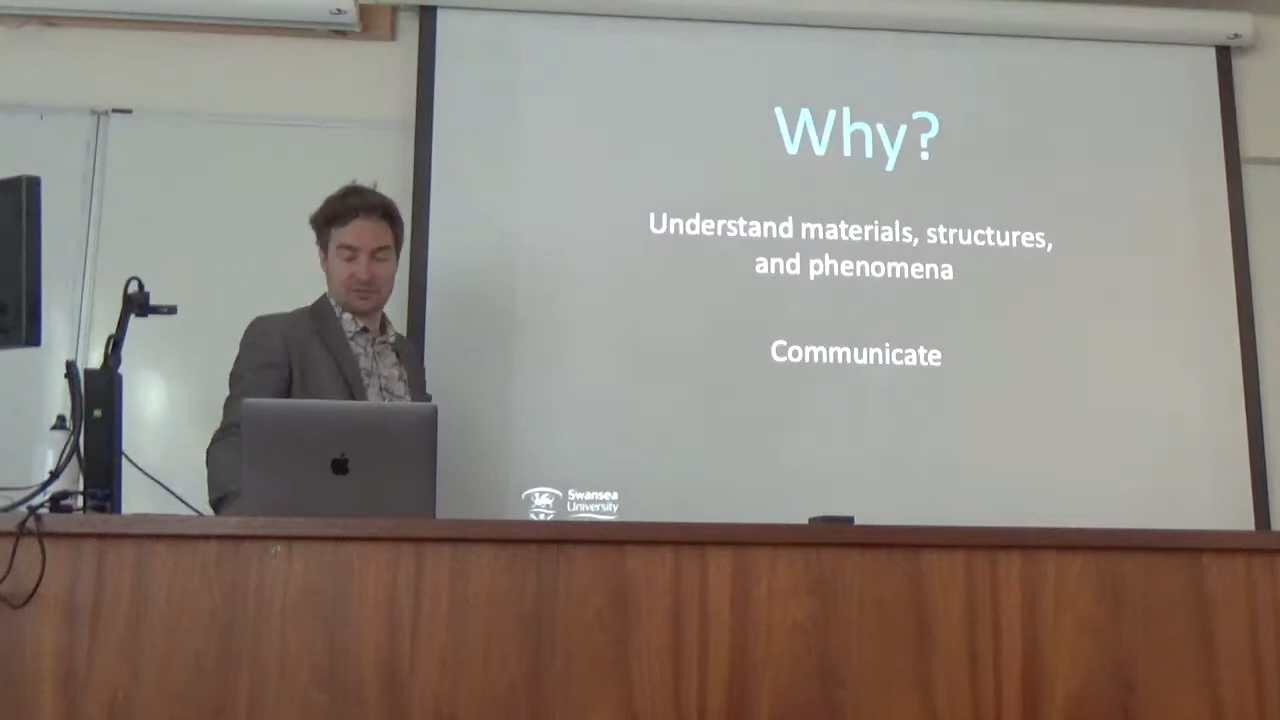 Why?
Understand materials, structures,
and phenomena
Communicate
Swansea
University